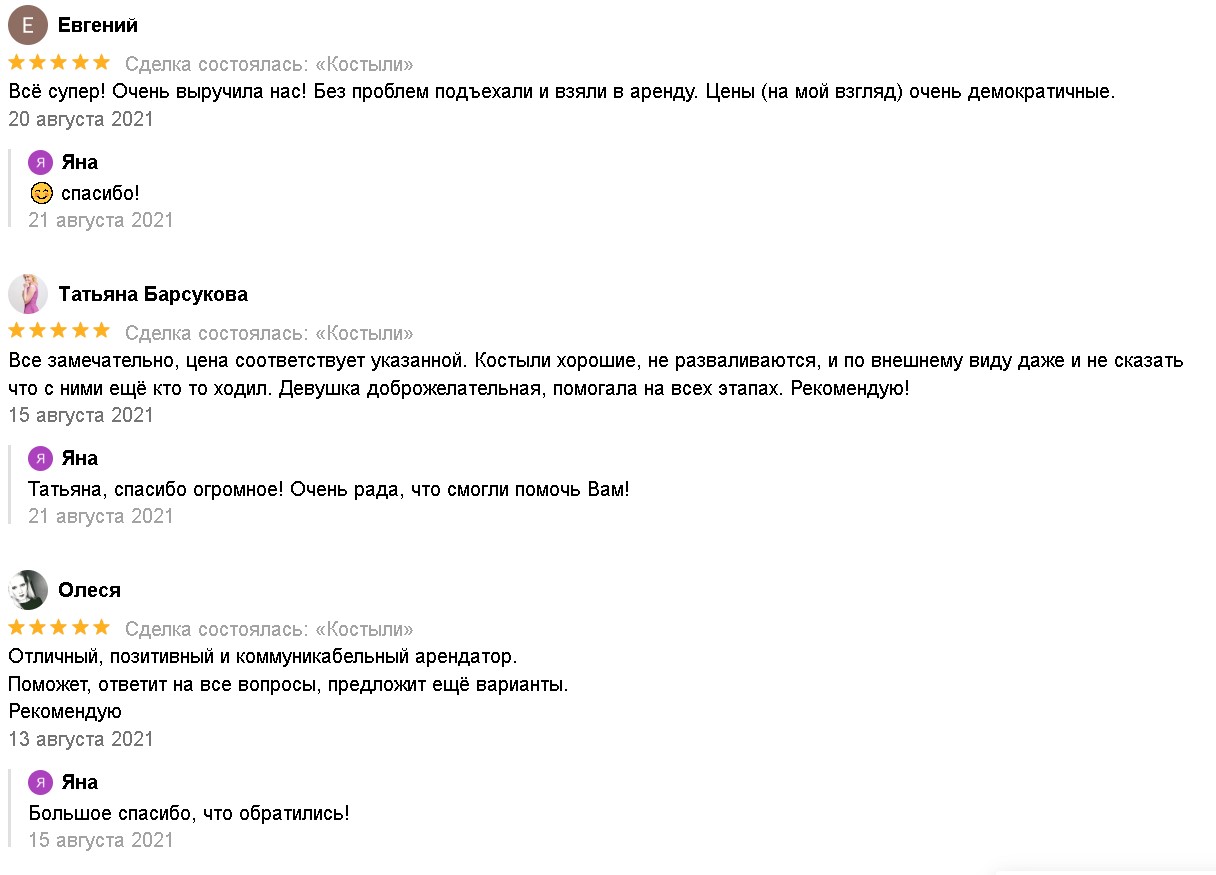 Е Евгений
Сделка состоялась: «Костыли»
Всё супер! Очень выручила нас! Без проблем подъехали и взяли в аренду. Цены (на мой взгляд) очень демократичные.
20 августа 2021
Я Яна
😊 спасибо!
21 августа 2021
Татьяна Барсукова
Сделка состоялась: «Костыли»
Все замечательно, цена соответствует указанной. Костыли хорошие, не разваливаются, и по внешнему виду даже и не сказать
что с ними ещё кто то ходил. Девушка доброжелательная, помогала на всех этапах. Рекомендую!
15 августа 2021
Я Яна
Татьяна, спасибо огромное! Очень рада, что смогли помочь Вам!
21 августа 2021
Олеся
Сделка состоялась: «Костыли»
Отличный, позитивный и коммуникабельный арендатор.
Поможет, ответит на все вопросы, предложит ещё варианты.
Рекомендую
13 августа 2021
Я Яна
Большое спасибо, что обратились!
15 августа 2021